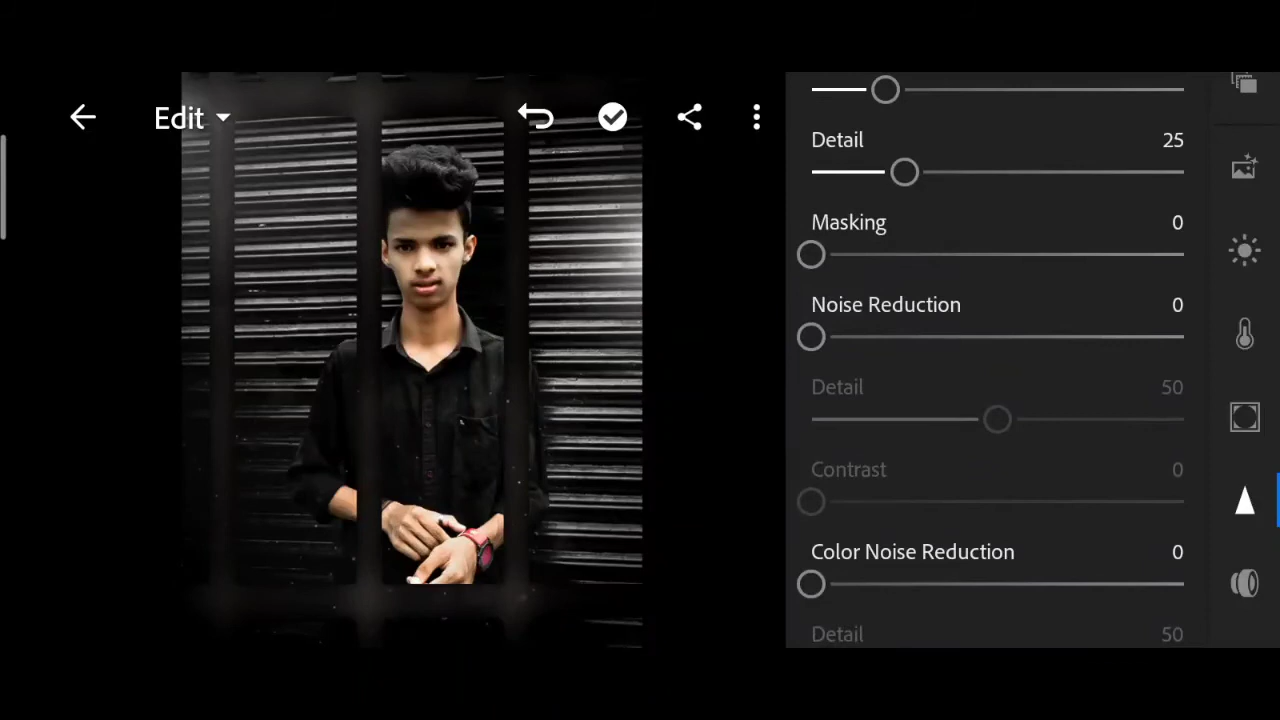 Edit
Detail 25
Masking 0
Noise Reduction 0
Detail 50
Contrast 0
Color Noise Reduction 0
Detail 50